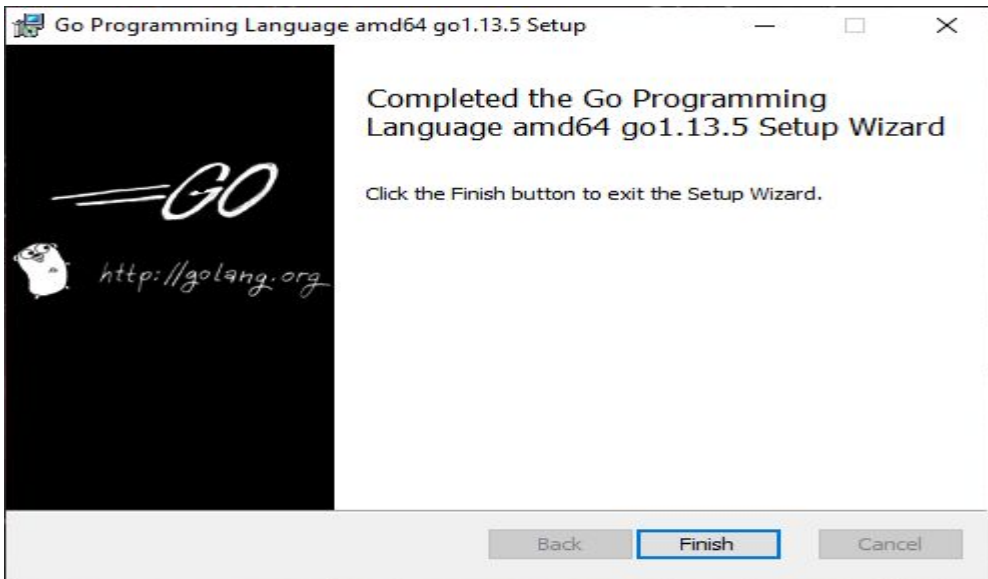 Go Programming Language amd64 go1.13.5 Setup
Completed the Go Programming
Language amd64 go1.13.5 Setup Wizard
Click the Finish button to exit the Setup Wizard.
GO
http://golang.org
Back
Finish
Cancel